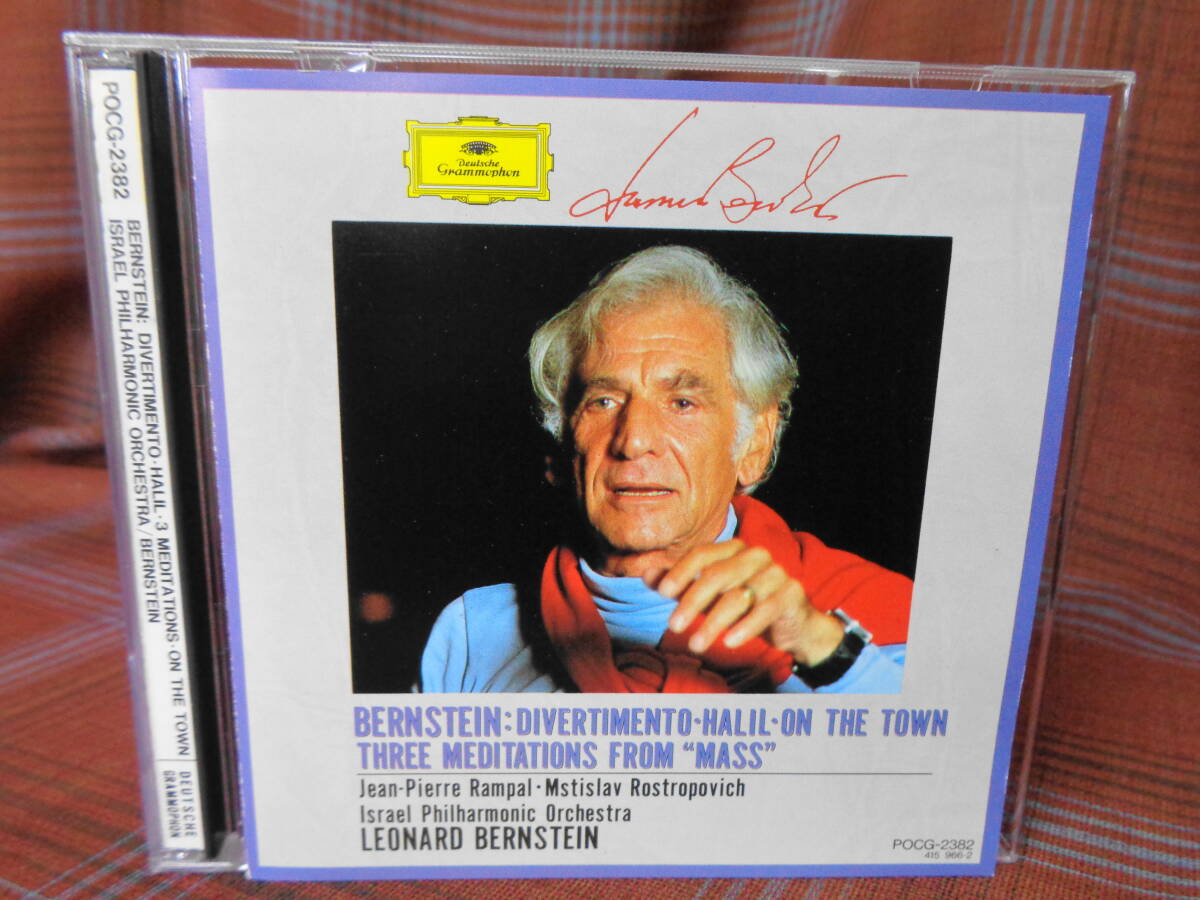 POCG-2382
BERNSTEIN: DIVERTIMENTO·HALIL·3 MEDITATIONS·ON THE TOWN
ISRAEL PHILHARMONIC ORCHESTRA/BERNSTEIN
DEUTSCHE
GRAMMOPHON
Deutsche
Grammophon
BERNSTEIN:DIVERTIMENTO·HALIL·ON THE TOWN
THREE MEDITATIONS FROM “MASS”
Jean-Pierre Rampal·Mstislav Rostropovich
Israel Philharmonic Orchestra
LEONARD BERNSTEIN
POCG-2382
415 966-2